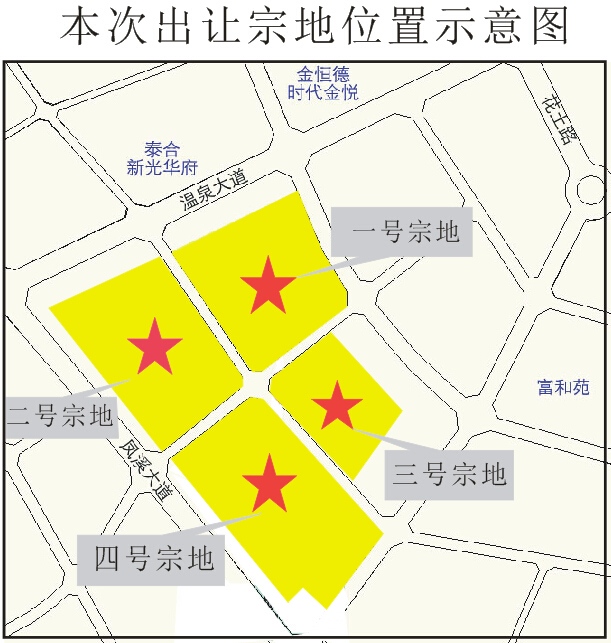 本次出让宗地位置示意图
金恒德
时代金悦
花王路
泰合
新光华府
温泉大道
一号宗地
富和苑
二号宗地
凤溪大道
三号宗地
四号宗地